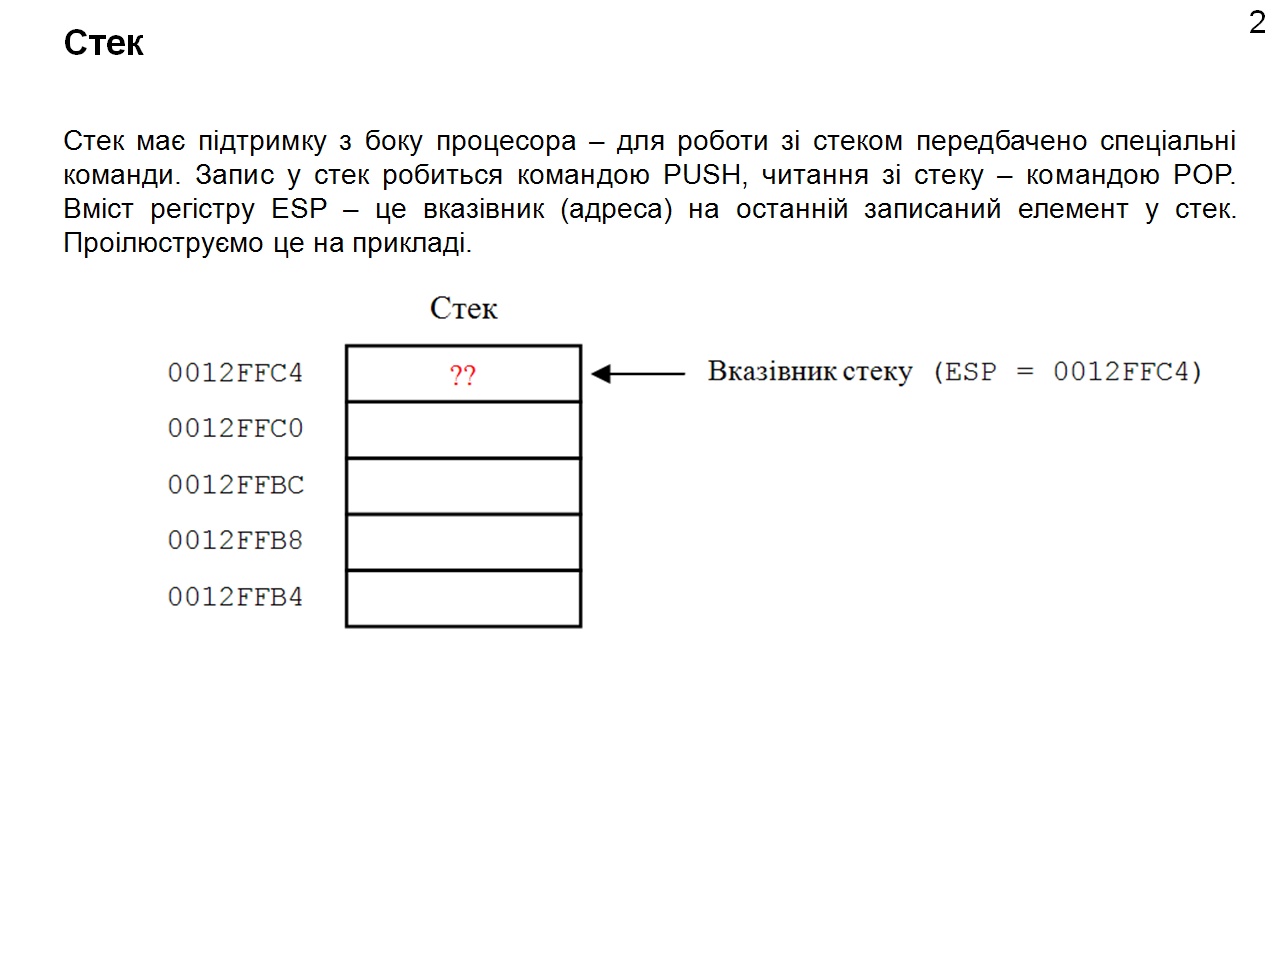 2
Стек
Стек має підтримку з боку процесора – для роботи зі стеком передбачено спеціальні
команди. Запис у стек робиться командою PUSH, читання зі стеку – командою POP.
Вміст регістру ESP – це вказівник (адреса) на останній записаний елемент у стек.
Проілюструємо це на прикладі.
Стек
0012FFC4 ?? Вказівник стеку (ESP = 0012FFC4)
0012FFC0
0012FFBC
0012FFB8
0012FFB4